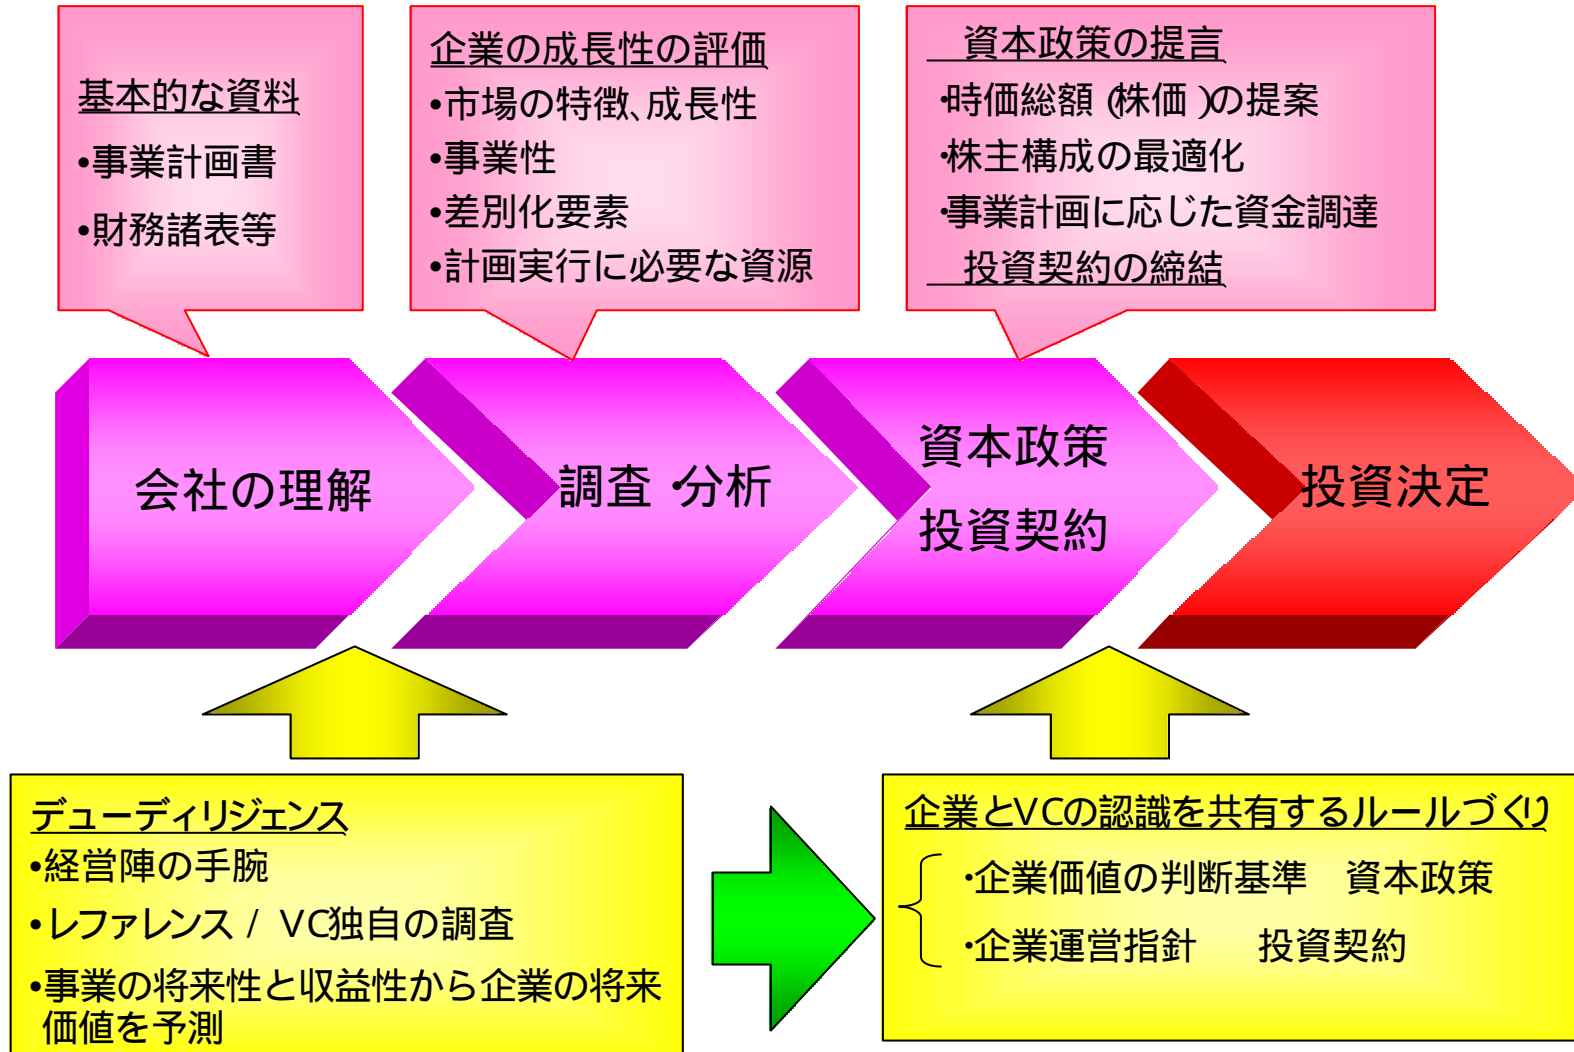 基本的な資料
•事業計画書
•財務諸表等
企業の成長性の評価
•市場の特徴、成長性
•事業性
•差別化要素
•計画実行に必要な資源
資本政策の提言
・時価総額(株価)の提案
・株主構成の最適化
・事業計画に応じた資金調達
投資契約の締結
会社の理解
調査・分析
資本政策
投資契約
投資決定
デューディリジェンス
•経営陣の手腕
•レファレンス / VC独自の調査
•事業の将来性と収益性から企業の将来
価値を予測
企業とVCの認識を共有するルールづくり
・企業価値の判断基準　資本政策
・企業運営指針　　投資契約